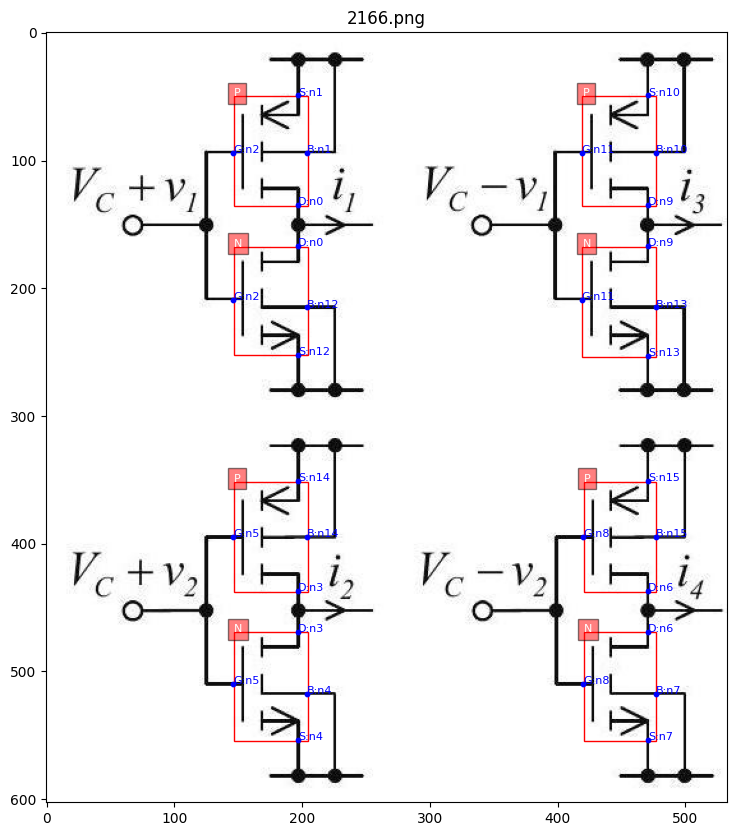 2166.png
0
P
S:n1
P
S:n10
100
G:n2
B:n1
G:n11
B:n10
V_C + v_1
i_1
V_C − v_1
i_3
D:n0
D:n9
N
D:n0
N
D:n9
200
G:n2
B:n12
G:n11
B:n13
S:n12
S:n13
300
P
S:n14
P
S:n15
400
G:n5
B:n14
G:n8
B:n15
V_C + v_2
i_2
V_C − v_2
i_4
D:n3
D:n6
N
D:n3
N
D:n6
500
G:n5
B:n4
G:n8
B:n7
S:n4
S:n7
600
0 100 200 300 400 500